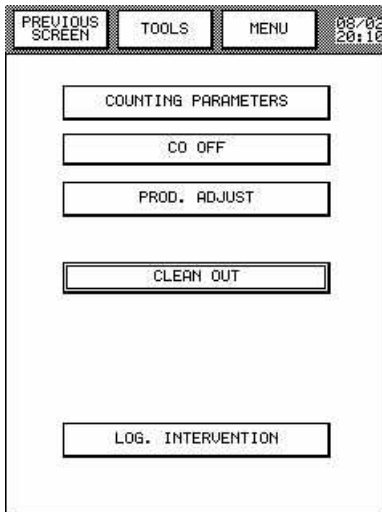 PREVIOUS
SCREEN
TOOLS
MENU
08/02
20:10
COUNTING PARAMETERS
CO OFF
PROD. ADJUST
CLEAN OUT
LOG. INTERVENTION